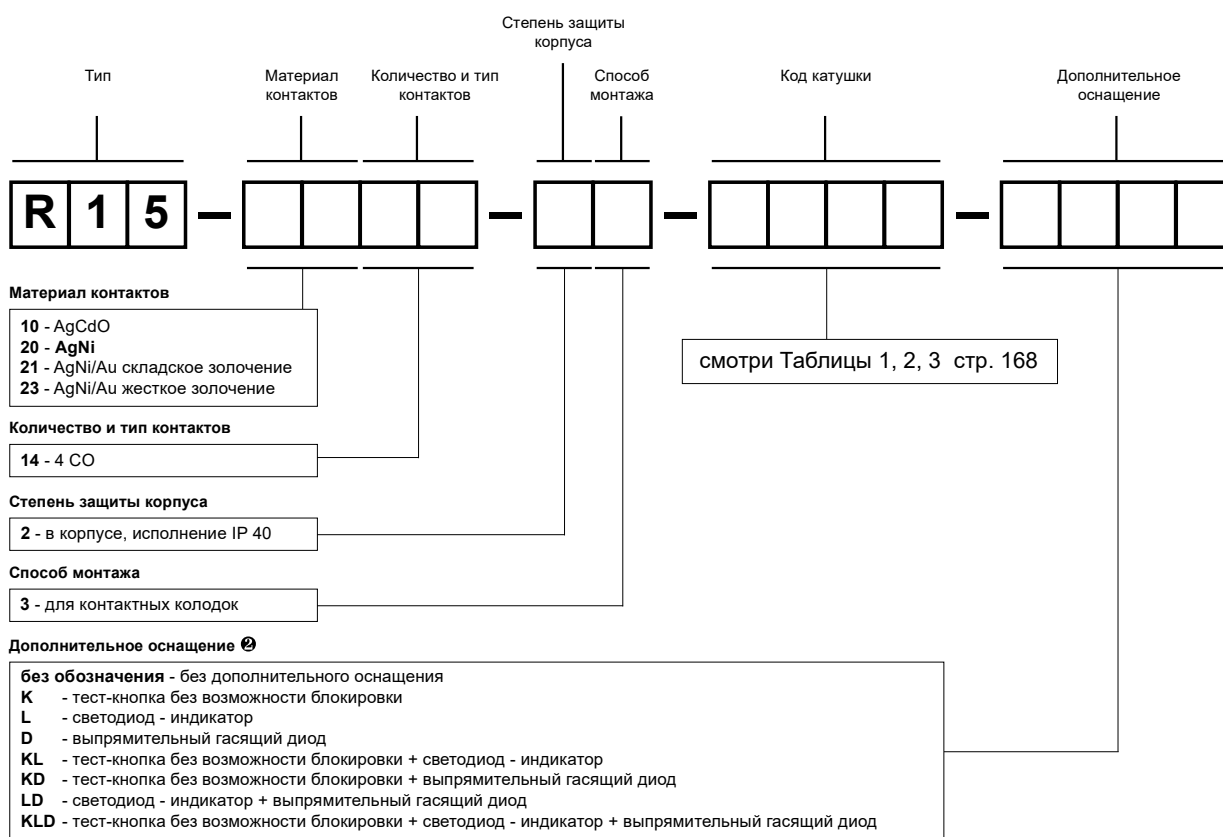 Степень защиты
корпуса
Тип
Материал
контактов
Количество и тип
контактов
Способ
монтажа
Код катушки
Дополнительное
оснащение
R 1 5 – – – –
Материал контактов
10 - AgCdO
20 - AgNi
21 - AgNi/Au складское золочение
23 - AgNi/Au жесткое золочение
смотри Таблицы 1, 2, 3 стр. 168
Количество и тип контактов
14 - 4 CO
Степень защиты корпуса
2 - в корпусе, исполнение IP 40
Способ монтажа
3 - для контактных колодок
Дополнительное оснащение ❷
без обозначения - без дополнительного оснащения
K - тест-кнопка без возможности блокировки
L - светодиод - индикатор
D - выпрямительный гасящий диод
KL - тест-кнопка без возможности блокировки + светодиод - индикатор
KD - тест-кнопка без возможности блокировки + выпрямительный гасящий диод
LD - светодиод - индикатор + выпрямительный гасящий диод
KLD - тест-кнопка без возможности блокировки + светодиод - индикатор + выпрямительный гасящий диод